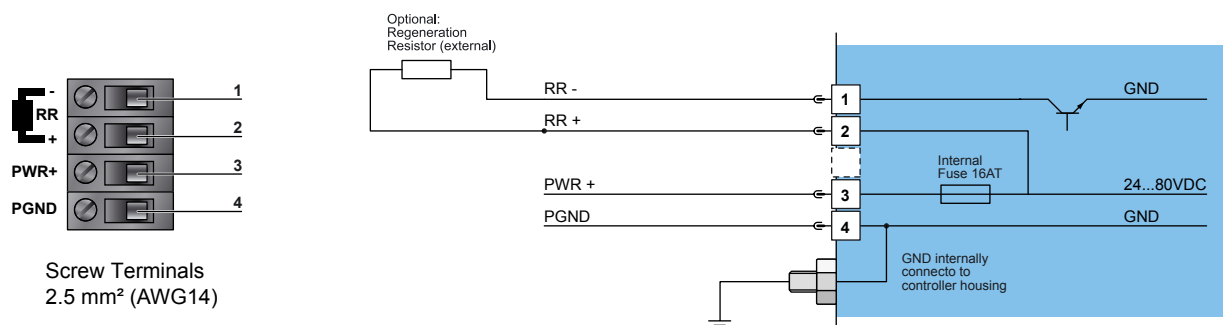 -
RR
+
PWR+
PGND
1
2
3
4
Screw Terminals
2.5 mm² (AWG14)
Optional:
Regeneration
Resistor (external)
RR -
RR +
PWR +
PGND
1
2
3
4
GND
Internal
Fuse 16AT
24...80VDC
GND
GND internally
connecto to
controller housing